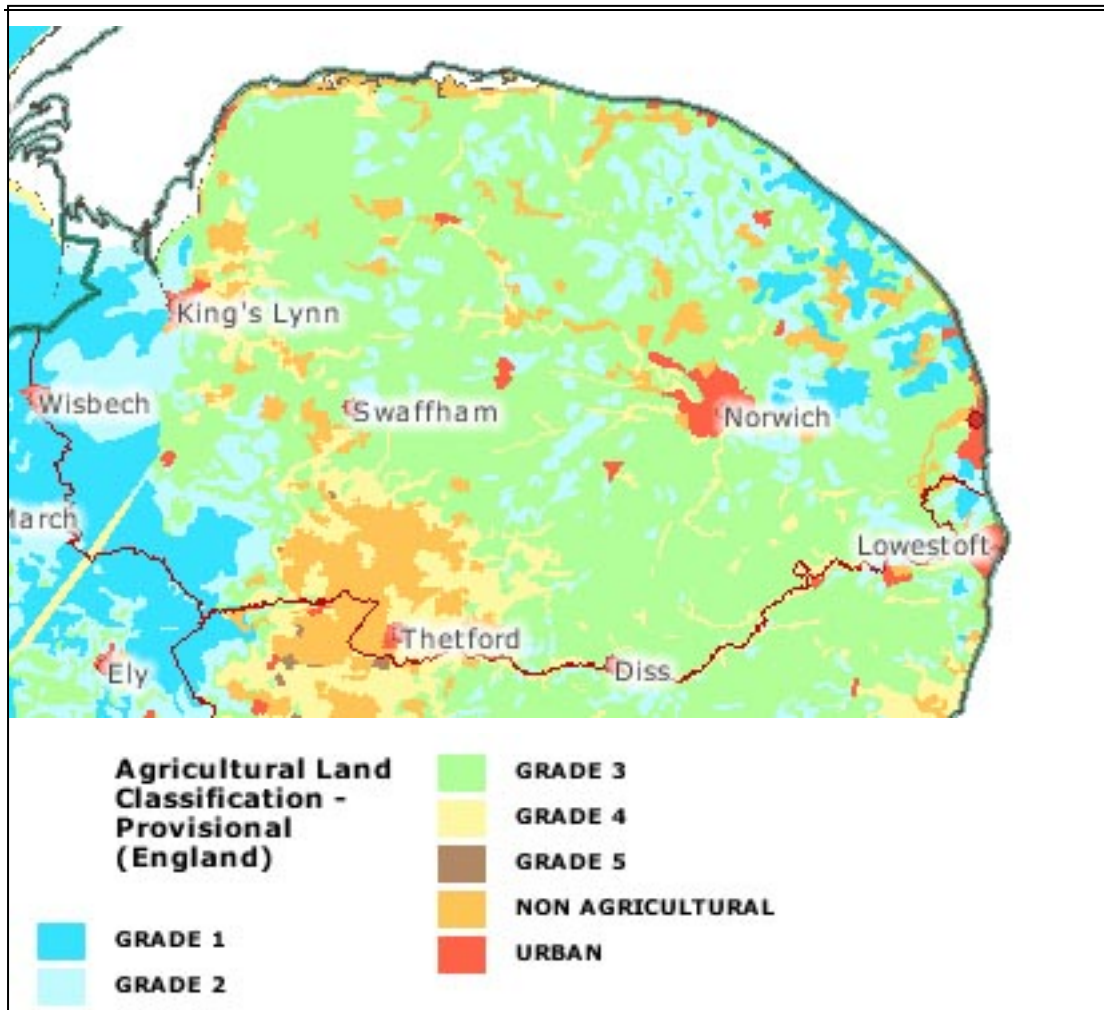 King's Lynn
Wisbech
Swaffham
Norwich
March
Lowestoft
Thetford
Ely
Diss
Agricultural Land
Classification -
Provisional
(England)
GRADE 1
GRADE 2
GRADE 3
GRADE 4
GRADE 5
NON AGRICULTURAL
URBAN